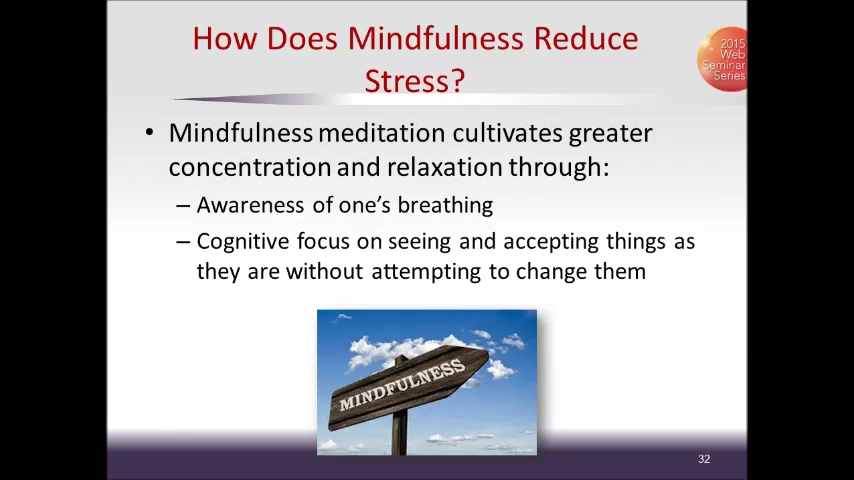 How Does Mindfulness Reduce
Stress?
2015
Web
Seminar
Series
• Mindfulness meditation cultivates greater
concentration and relaxation through:
– Awareness of one's breathing
– Cognitive focus on seeing and accepting things as
they are without attempting to change them
MINDFULNESS
32